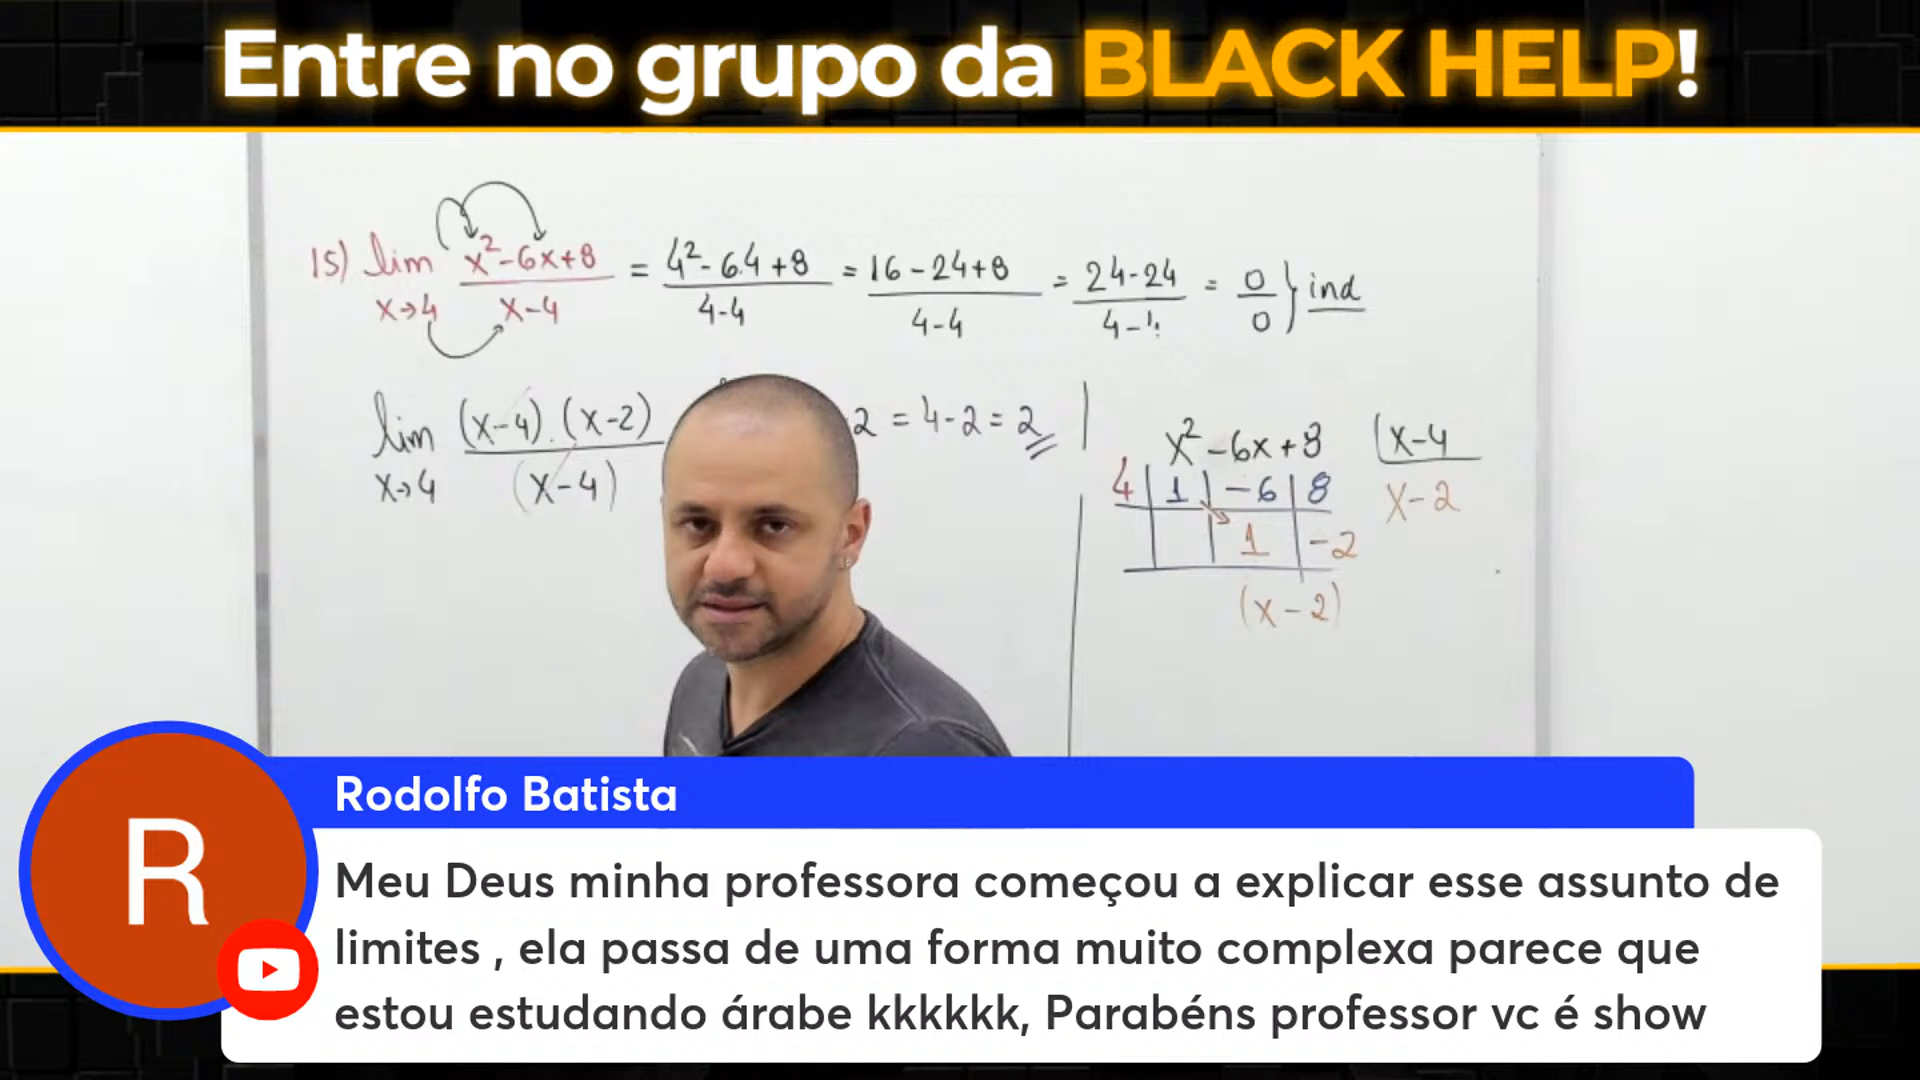 Entre no grupo da BLACK HELP!
15) lim x²-6x+8 = 4²-6.4+8 = 16-24+8 = 24-24 = 0 } ind
x→4 x-4 4-4 4-4 4-4 0
lim (x-4).(x-2) -2 = 4-2 = 2
x→4 (x-4)
x²-6x+8 x-4
4 1 -6 8 x-2
1 -2
(x-2)
Rodolfo Batista
R
Meu Deus minha professora começou a explicar esse assunto de
limites , ela passa de uma forma muito complexa parece que
estou estudando árabe kkkkkk, Parabéns professor vc é show